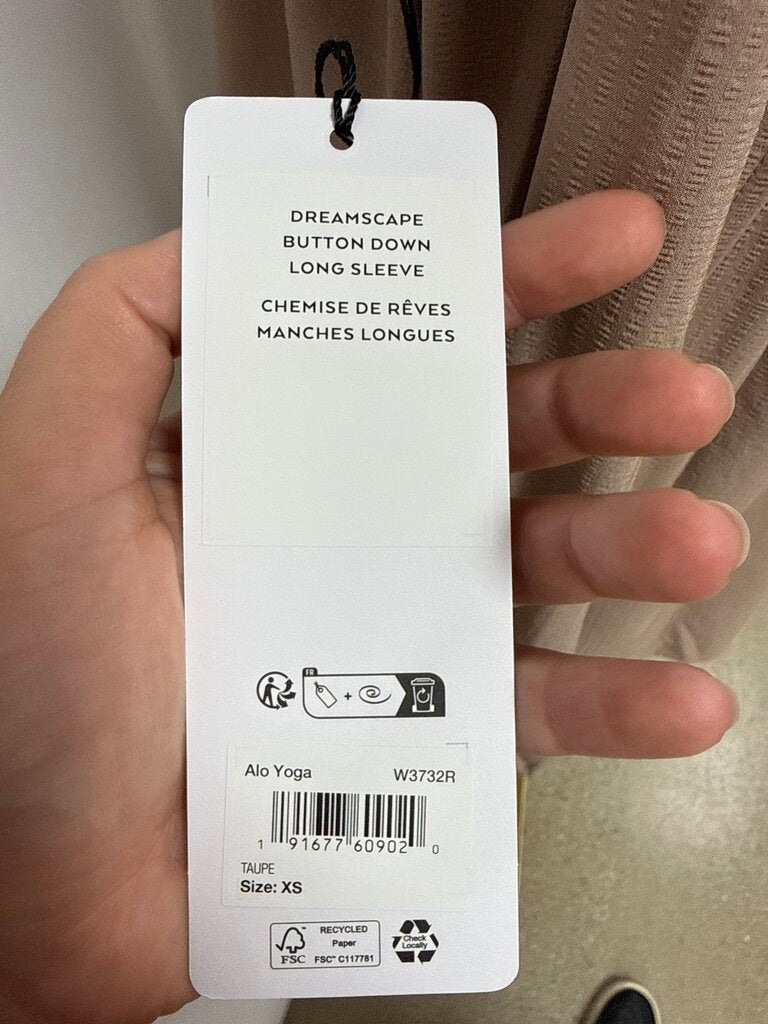 DREAMSCAPE
BUTTON DOWN
LONG SLEEVE
CHEMISE DE RÊVES
MANCHES LONGUES
FR
+
Alo Yoga W3732R
1 91677 60902 0
TAUPE
Size: XS
RECYCLED
Paper
FSC FSC™ C117781
Check
Locally